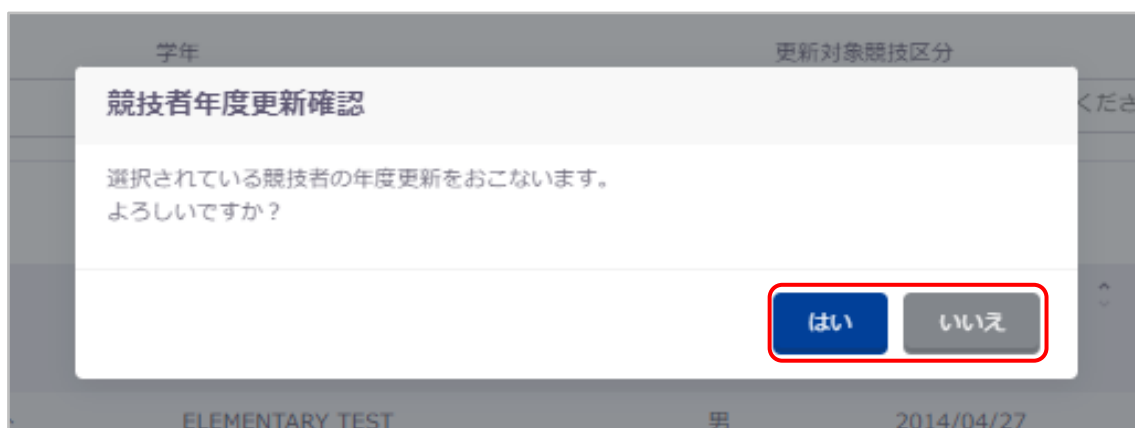 学年 更新対象競技区分
競技者年度更新確認
くださ
選択されている競技者の年度更新をおこないます。
よろしいですか？
はい いいえ
ELEMENTARY TEST 男 2014/04/27